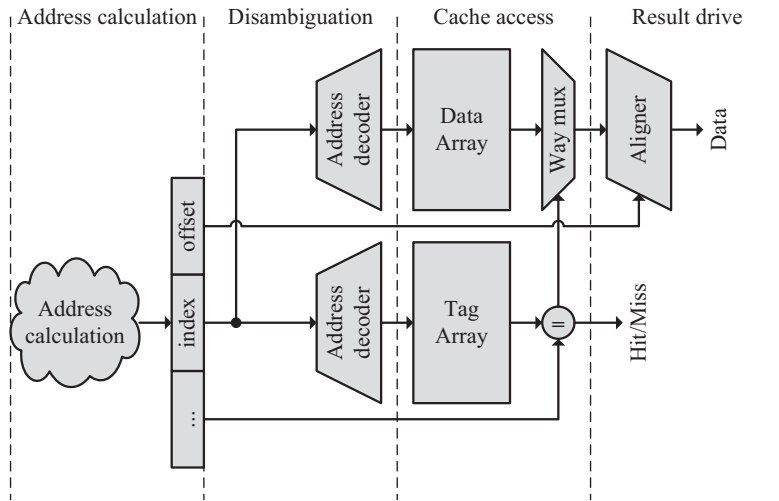 Address calculation
Disambiguation
Cache access
Result drive
Address
decoder
Data
Array
Way mux
Aligner
Data
offset
index
...
Address
calculation
Address
decoder
Tag
Array
=
Hit/Miss